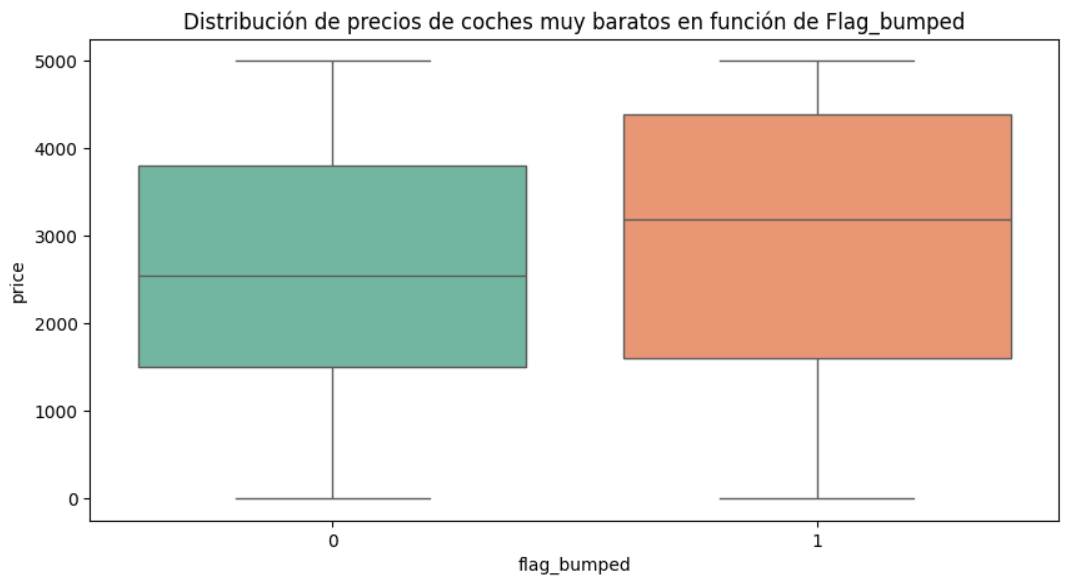 Distribución de precios de coches muy baratos en función de Flag_bumped
5000
4000
3000
2000
1000
0
price
0 1
flag_bumped